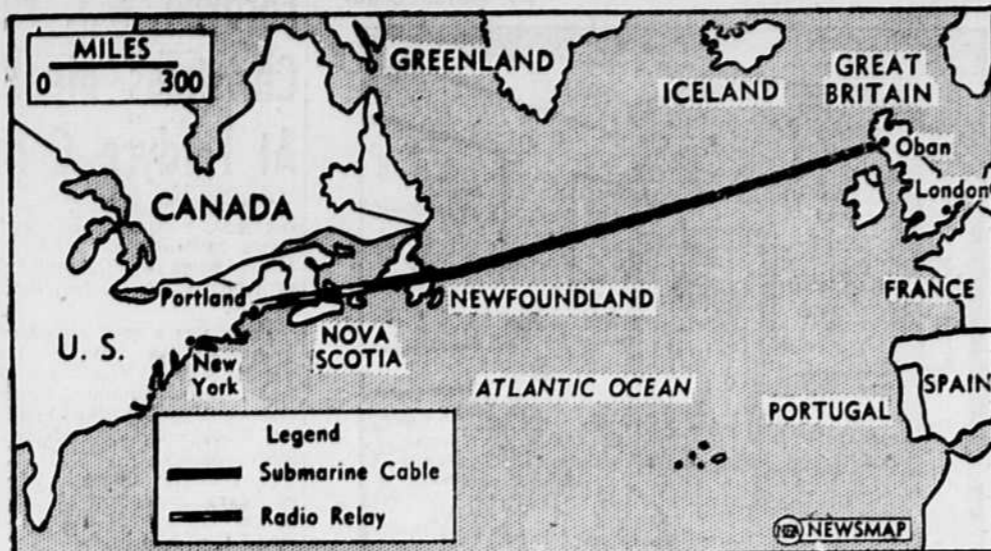 MILES
0 300
GREENLAND
ICELAND
GREAT
BRITAIN
Oban
London
CANADA
Portland
NEWFOUNDLAND
FRANCE
U. S.
New
York
NOVA
SCOTIA
ATLANTIC OCEAN
PORTUGAL
SPAIN
Legend
Submarine Cable
Radio Relay
NEA NEWSMAP